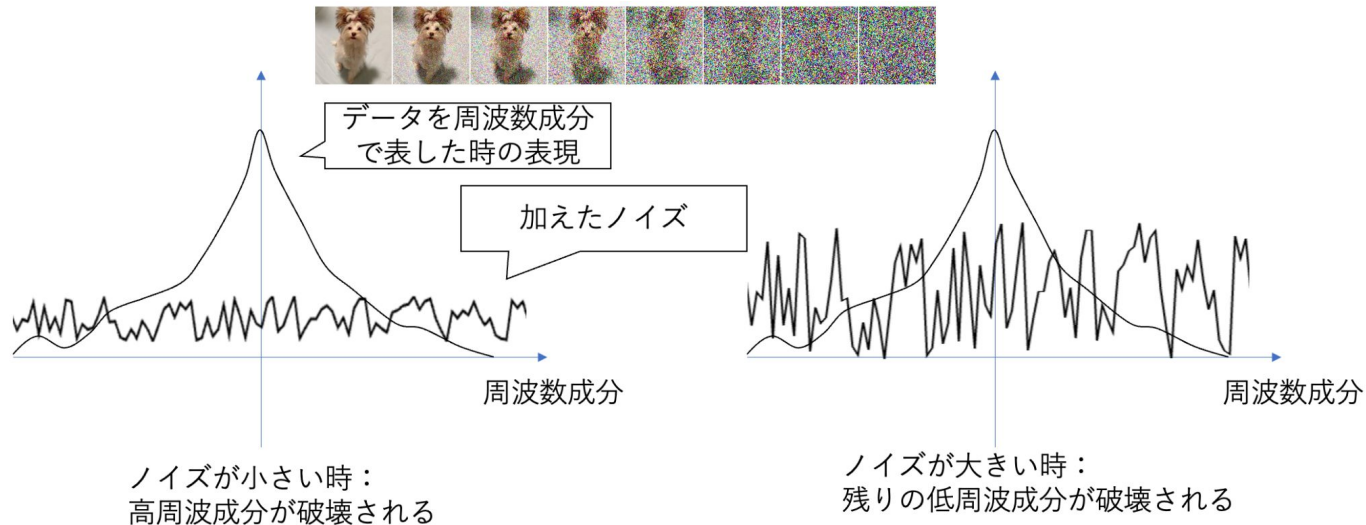 データを周波数成分
で表した時の表現
加えたノイズ
周波数成分
周波数成分
ノイズが小さい時：
高周波成分が破壊される
ノイズが大きい時：
残りの低周波成分が破壊される